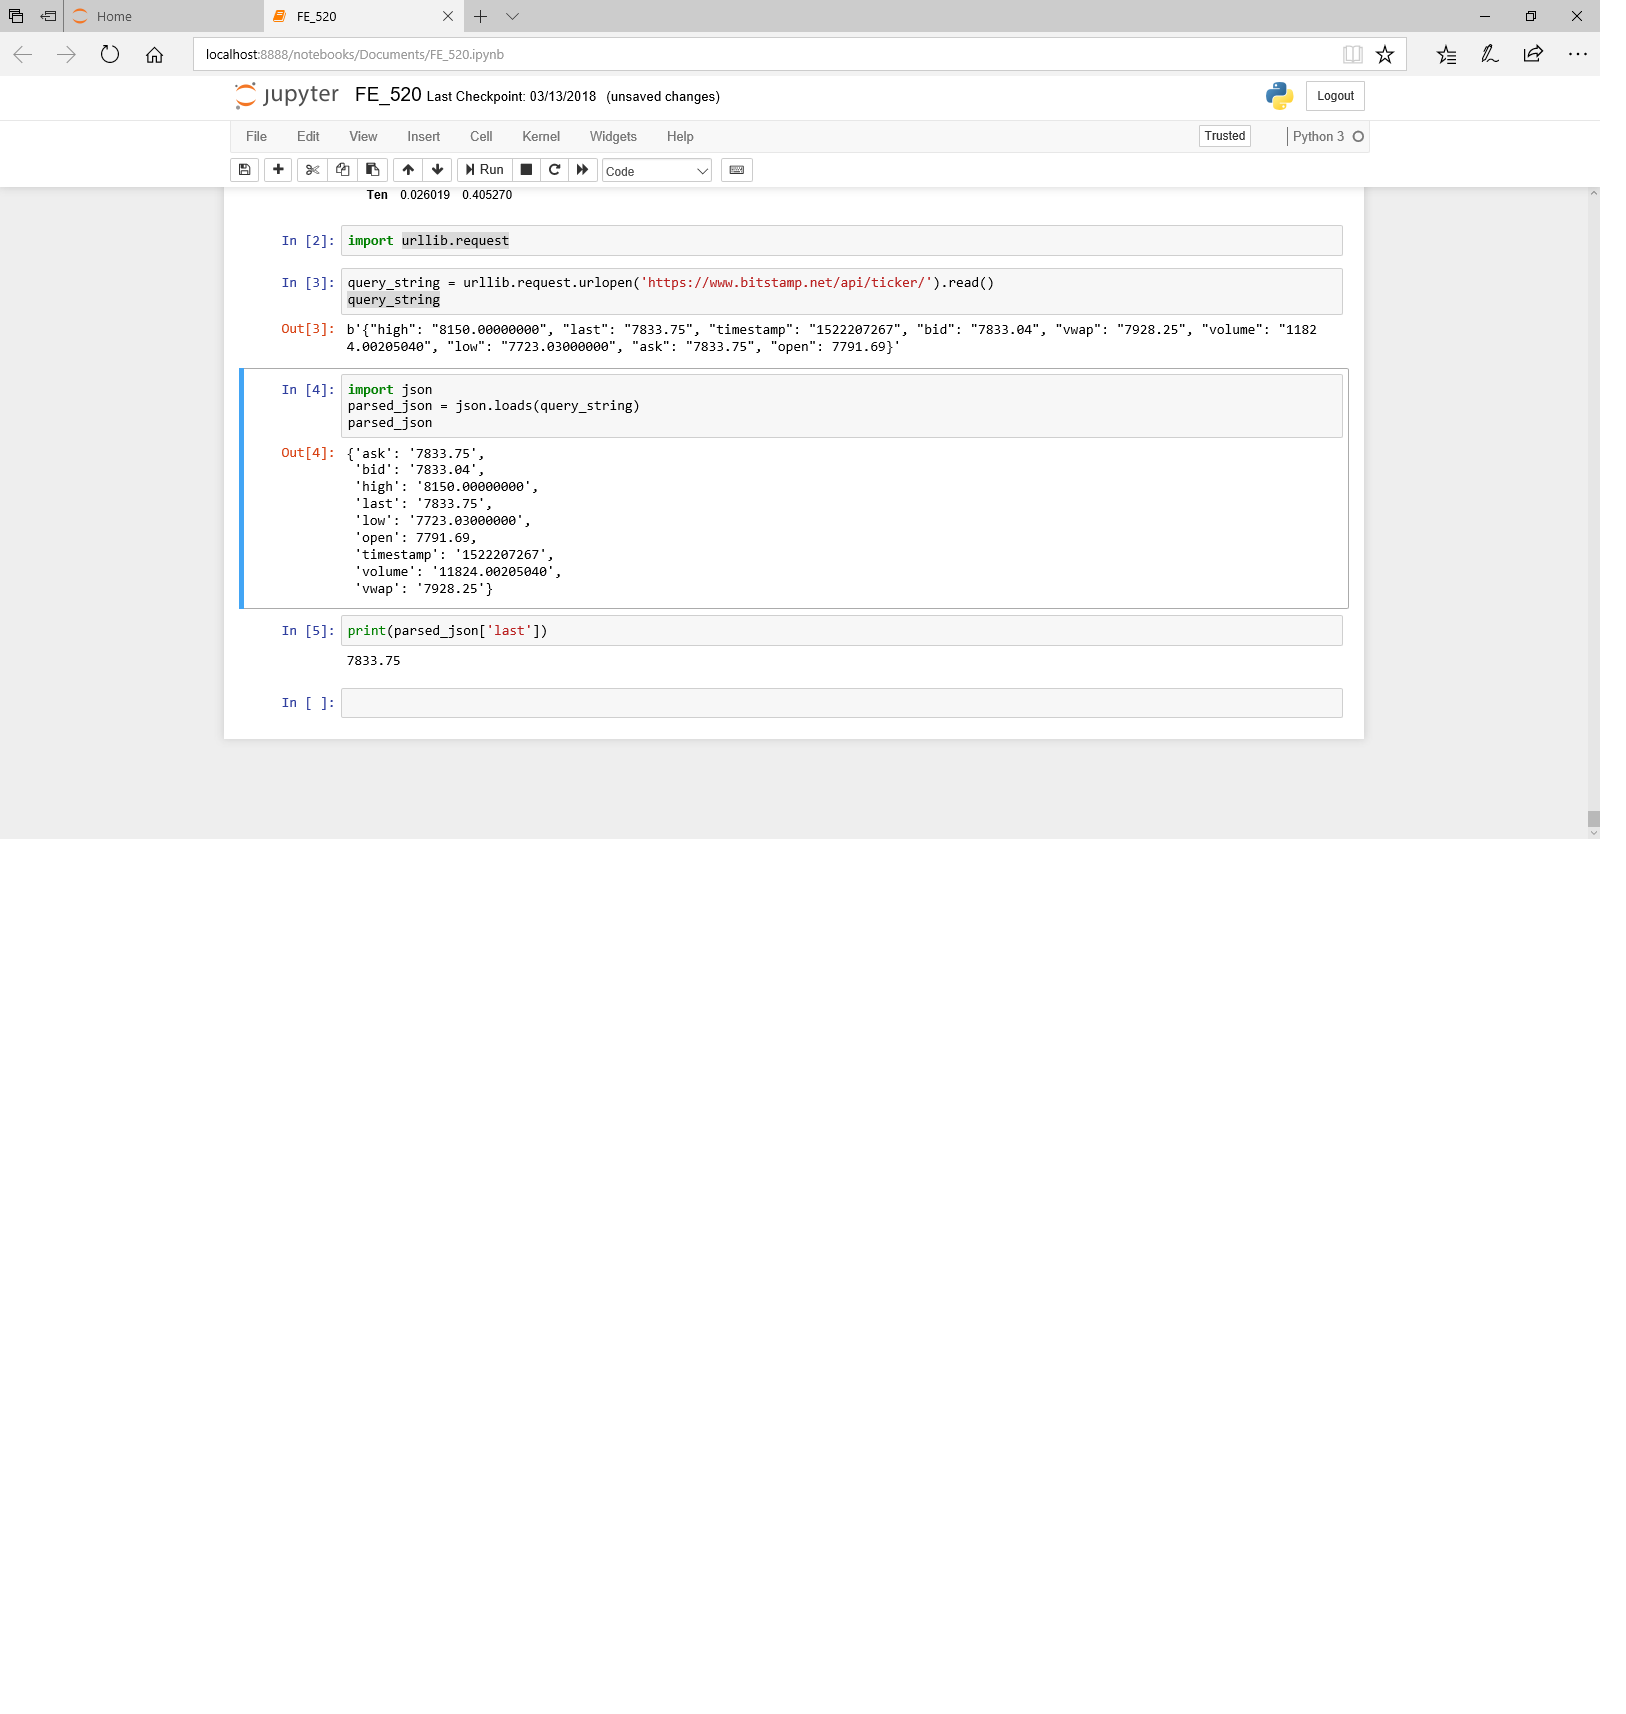 Home
FE_520
localhost:8888/notebooks/Documents/FE_520.ipynb
jupyter FE_520 Last Checkpoint: 03/13/2018 (unsaved changes)
Logout
File Edit View Insert Cell Kernel Widgets Help
Trusted
Python 3
Run
Code
Ten 0.026019 0.405270
In [2]: import urllib.request
In [3]: query_string = urllib.request.urlopen('https://www.bitstamp.net/api/ticker/').read()
query_string
Out[3]: b'{"high": "8150.00000000", "last": "7833.75", "timestamp": "1522207267", "bid": "7833.04", "vwap": "7928.25", "volume": "1182
4.00205040", "low": "7723.03000000", "ask": "7833.75", "open": 7791.69}'
In [4]: import json
parsed_json = json.loads(query_string)
parsed_json
Out[4]: {'ask': '7833.75',
'bid': '7833.04',
'high': '8150.00000000',
'last': '7833.75',
'low': '7723.03000000',
'open': 7791.69,
'timestamp': '1522207267',
'volume': '11824.00205040',
'vwap': '7928.25'}
In [5]: print(parsed_json['last'])
7833.75
In [ ]: